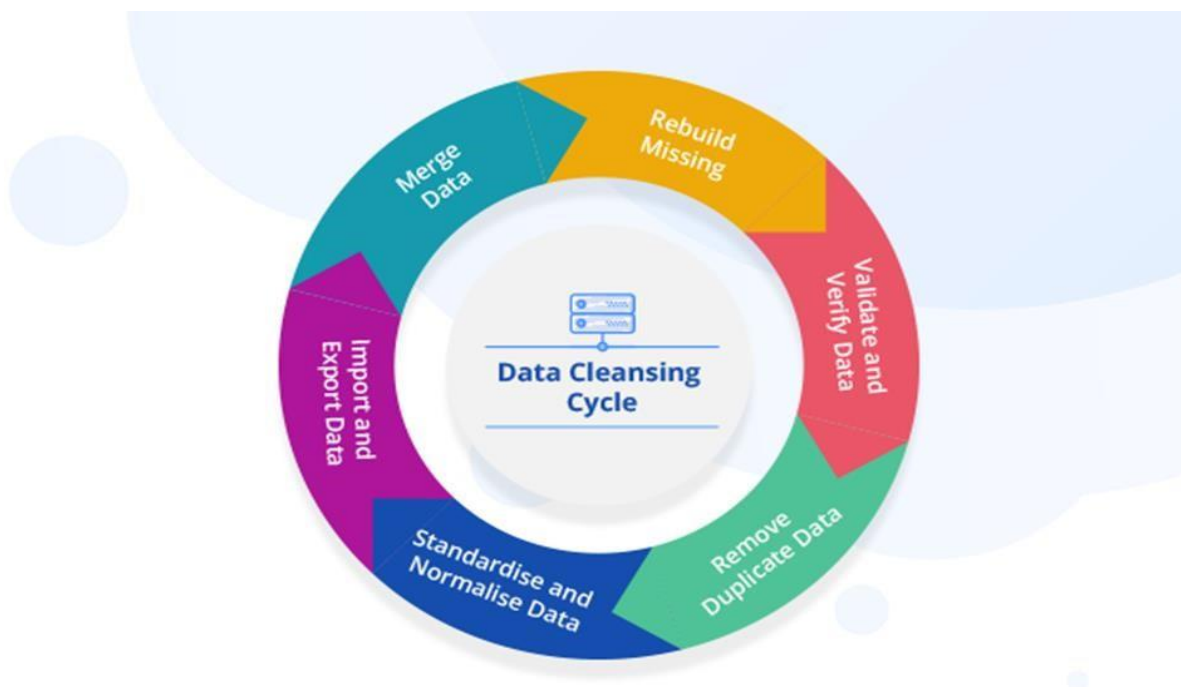 Rebuild
Missing
Validate and
Verify Data
Remove
Duplicate Data
Standardise and
Normalise Data
Import and
Export Data
Merge
Data
Data Cleansing
Cycle